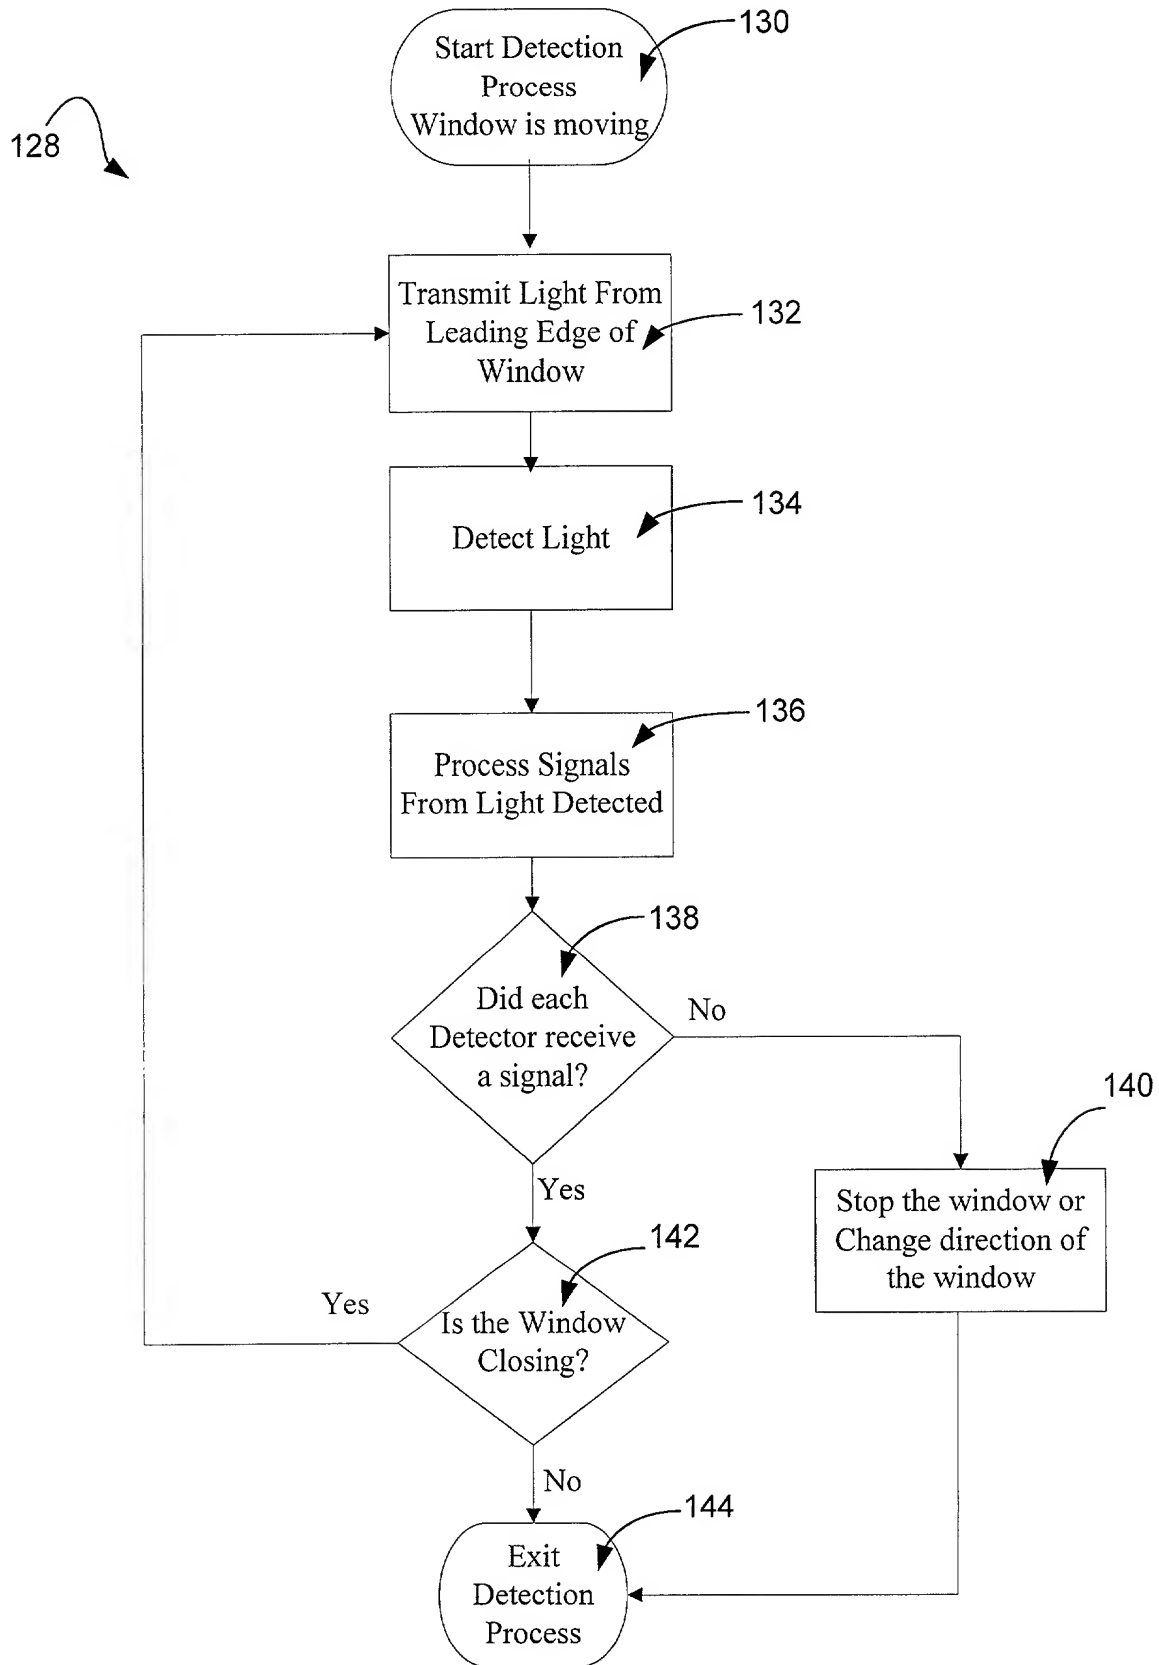 130
Start Detection
Process
Window is moving
128
Transmit Light From
Leading Edge of
Window
132
134
Detect Light
136
Process Signals
From Light Detected
138
Did each
Detector receive
a signal?
No
140
Yes
Stop the window or
Change direction of
the window
142
Yes
Is the Window
Closing?
No
144
Exit
Detection
Process